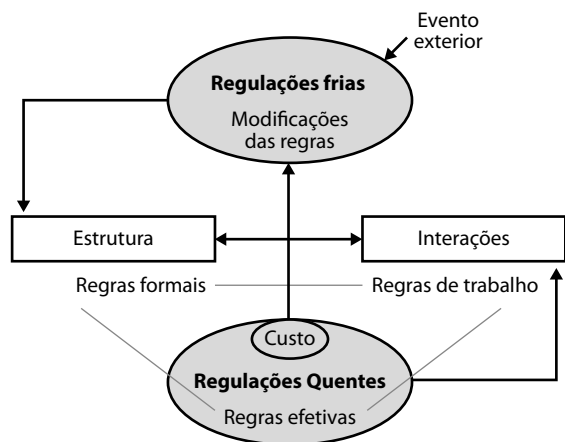 Evento
exterior
Regulações frias
Modificações
das regras
Estrutura
Interações
Regras formais
Regras de trabalho
Custo
Regulações Quentes
Regras efetivas